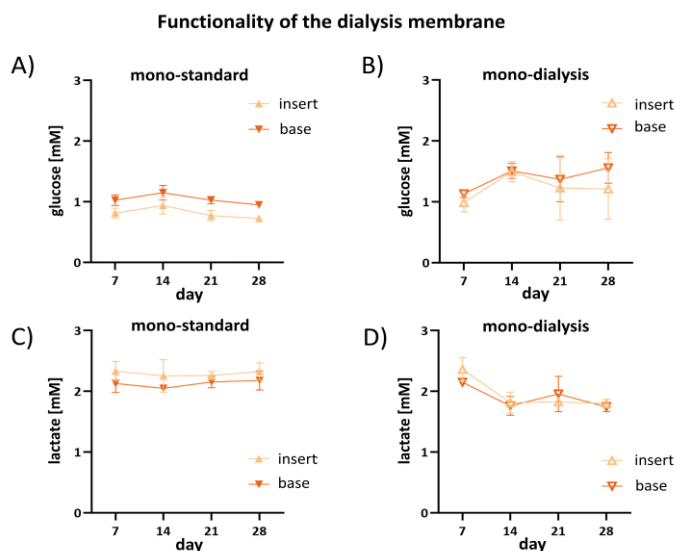 Functionality of the dialysis membrane
A)
mono-standard
glucose [mM]
3
2
1
0
7
14
21
28
day
insert
base
B)
mono-dialysis
glucose [mM]
3
2
1
0
7
14
21
28
day
insert
base
C)
mono-standard
lactate [mM]
3
2
1
0
7
14
21
28
day
insert
base
D)
mono-dialysis
lactate [mM]
3
2
1
0
7
14
21
28
day
insert
base